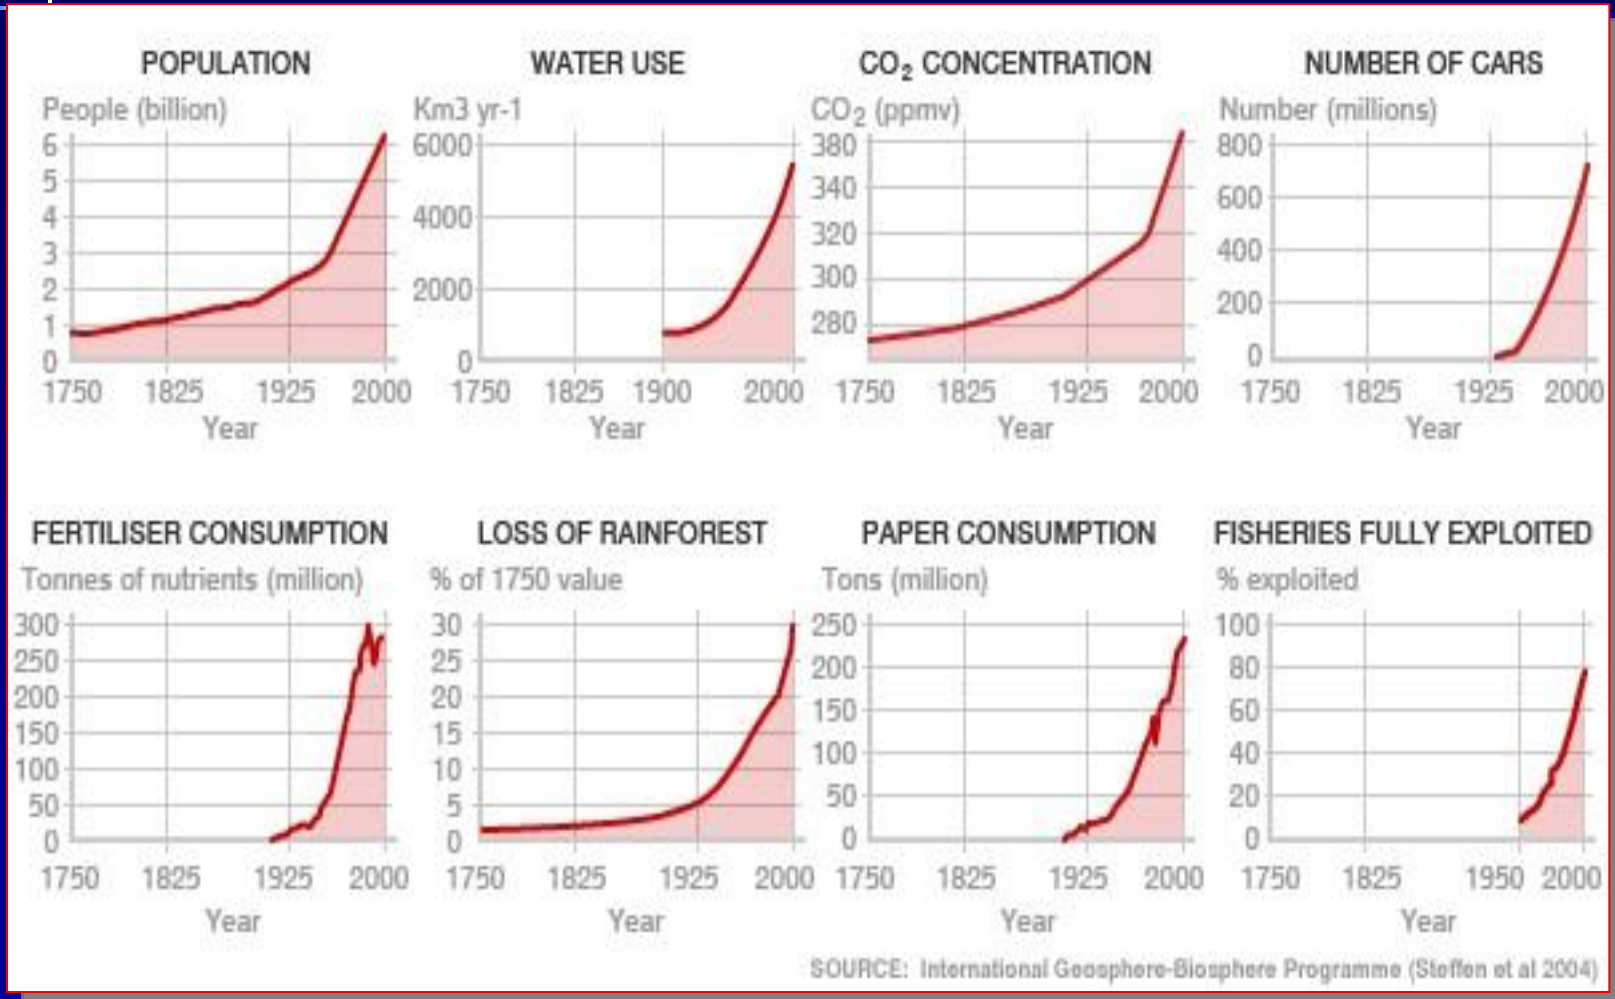 POPULATION
People (billion)
6
5
4
3
2
1
0
1750 1825 1925 2000
Year
WATER USE
Km3 yr-1
6000
4000
2000
0
1750 1825 1900 2000
Year
CO₂ CONCENTRATION
CO₂ (ppmv)
380
340
320
300
280
1750 1825 1925 2000
Year
NUMBER OF CARS
Number (millions)
800
600
400
200
0
1750 1825 1925 2000
Year
FERTILISER CONSUMPTION
Tonnes of nutrients (million)
300
250
200
150
100
50
0
1750 1825 1925 2000
Year
LOSS OF RAINFOREST
% of 1750 value
30
25
20
15
10
5
0
1750 1825 1925 2000
Year
PAPER CONSUMPTION
Tons (million)
250
200
150
100
50
0
1750 1825 1925 2000
Year
FISHERIES FULLY EXPLOITED
% exploited
100
80
60
40
20
0
1750 1825 1950 2000
Year
SOURCE: International Geosphere-Biosphere Programme (Steffen et al 2004)